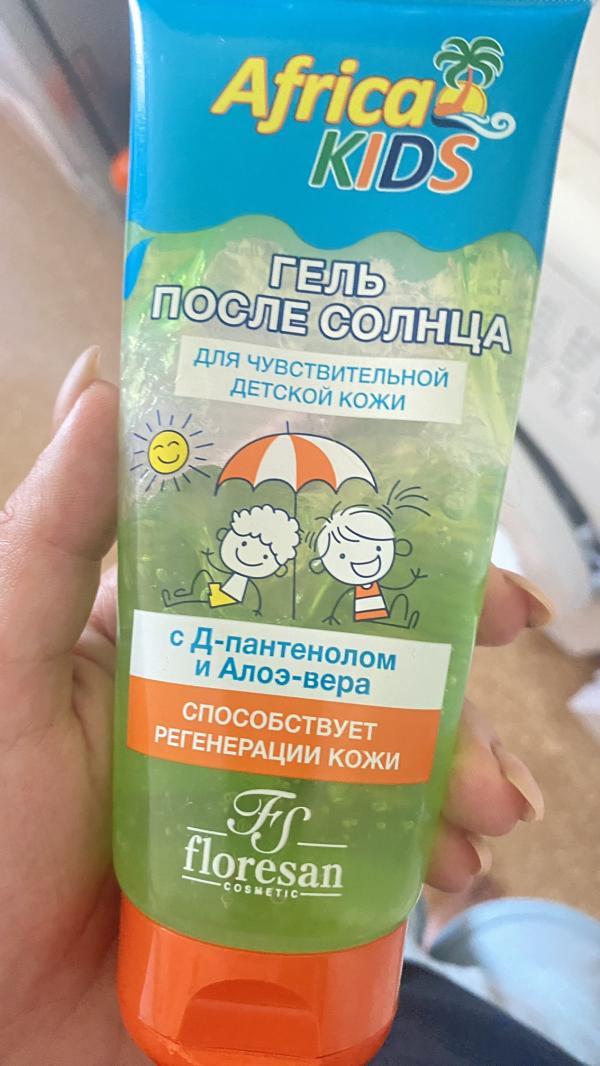 Africa
KIDS
ГЕЛЬ
ПОСЛЕ СОЛНЦА
ДЛЯ ЧУВСТВИТЕЛЬНОЙ
ДЕТСКОЙ КОЖИ
с Д-пантенолом
и Алоэ-вера
СПОСОБСТВУЕТ
РЕГЕНЕРАЦИИ КОЖИ
FS
floresan
COSMETIC